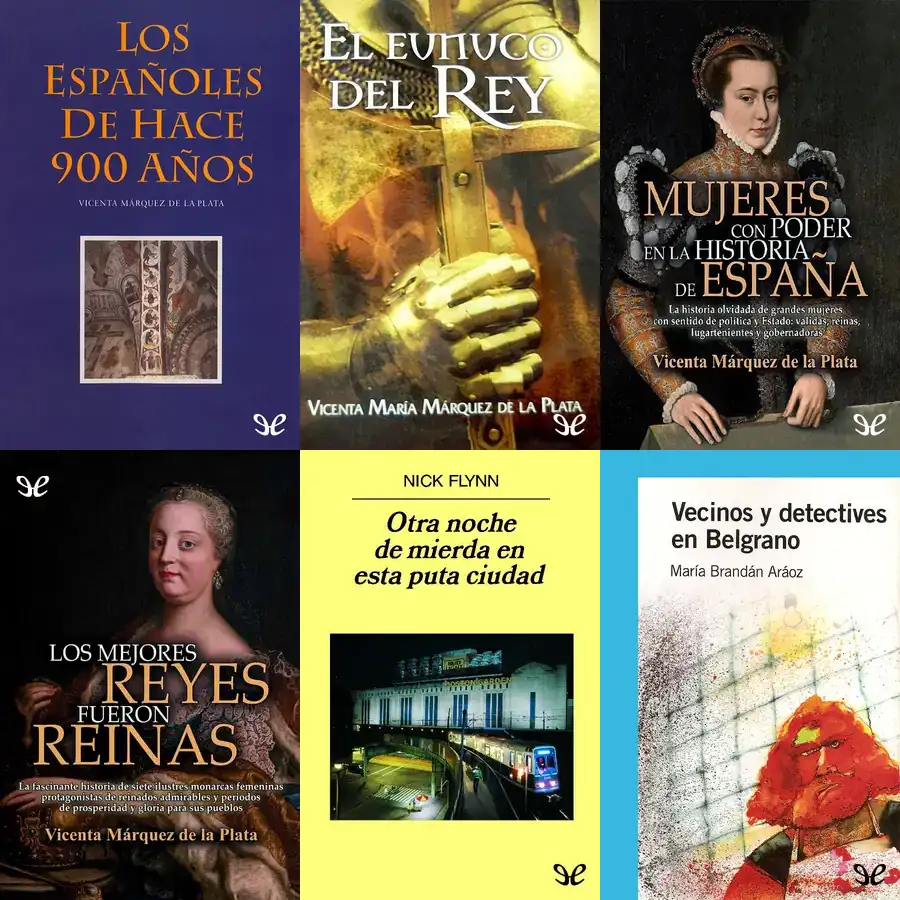 LOS
ESPAÑOLES
DE HACE
900 AÑOS
VICENTA MÁRQUEZ DE LA PLATA
EL EUNUCO
DEL REY
VICENTA MARÍA MÁRQUEZ DE LA PLATA
MUJERES
CON PODER
EN LA HISTORIA
DE ESPAÑA
La historia olvidada de grandes mujeres
con sentido de política y Estado: validas, reinas,
lugartenientes y gobernadoras
Vicenta Márquez de la Plata
LOS MEJORES
REYES
FUERON
REINAS
La fascinante historia de siete ilustres monarcas femeninas
protagonistas de reinados admirables y periodos
de prosperidad y gloria para sus pueblos
Vicenta Márquez de la Plata
NICK FLYNN
Otra noche
de mierda en
esta puta ciudad
BOSTON GARDEN
Vecinos y detectives
en Belgrano
María Brandán Aráoz